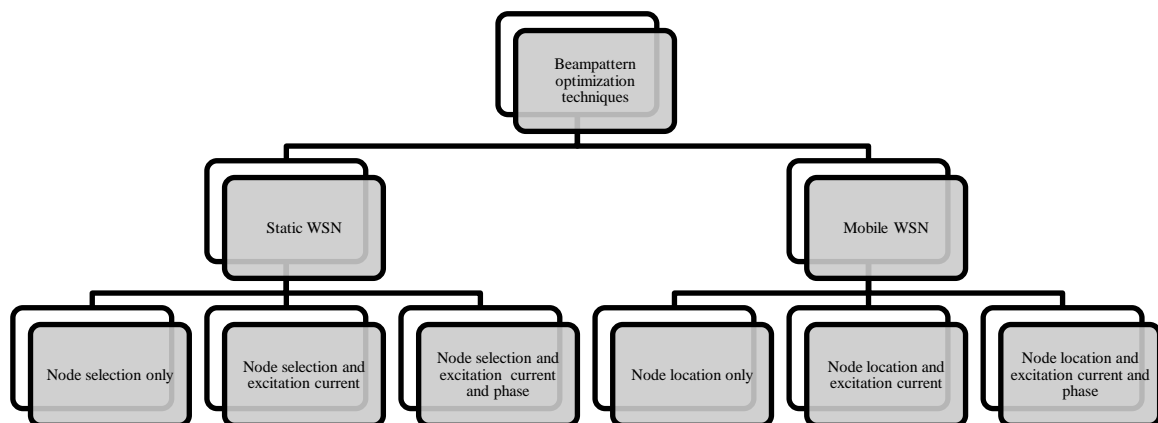 Beampattern
optimization
techniques
Static WSN
Mobile WSN
Node selection only
Node selection and
excitation current
Node selection and
excitation current
and phase
Node location only
Node location and
excitation current
Node location and
excitation current and
phase